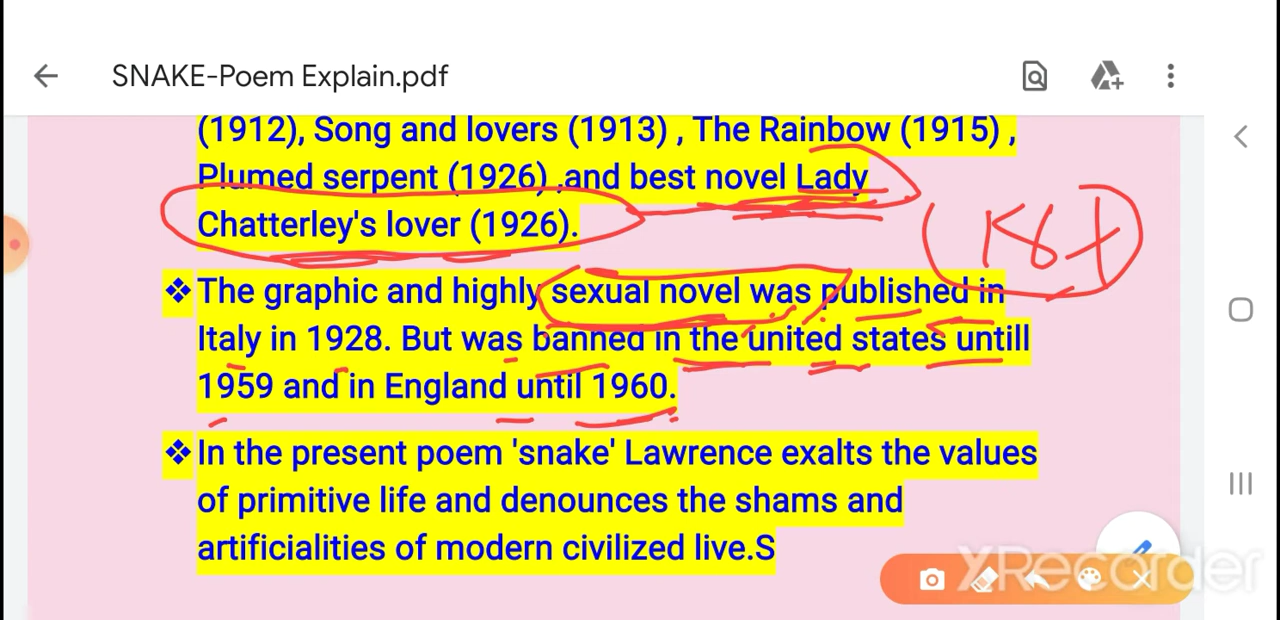 SNAKE-Poem Explain.pdf
(1912), Song and lovers (1913) , The Rainbow (1915) ,
Plumed serpent (1926) ,and best novel Lady
Chatterley's lover (1926).
(18+)
❖ The graphic and highly sexual novel was published in
Italy in 1928. But was banned in the united states untill
1959 and in England until 1960.
❖ In the present poem 'snake' Lawrence exalts the values
of primitive life and denounces the shams and
artificialities of modern civilized live.S
XRecorder